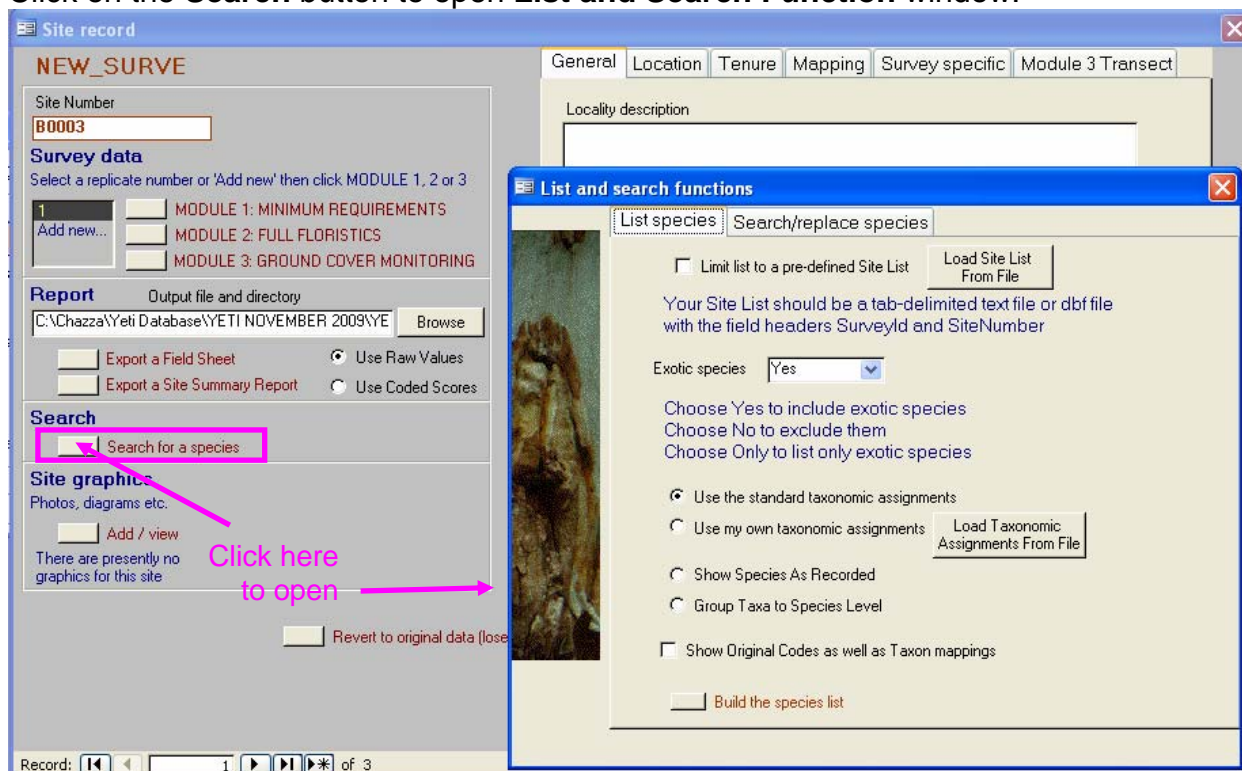 Click on the Search button to open List and Search Function window
Site record
NEW_SURVE
Site Number
B0003
Survey data
Select a replicate number or 'Add new' then click MODULE 1, 2 or 3
1
Add new...
MODULE 1: MINIMUM REQUIREMENTS
MODULE 2: FULL FLORISTICS
MODULE 3: GROUND COVER MONITORING
Report
Output file and directory
C:\Chazza\Yeti Database\YETI NOVEMBER 2009\YE
Browse
Export a Field Sheet
Use Raw Values
Export a Site Summary Report
Use Coded Scores
Search
Search for a species
Site graphics
Photos, diagrams etc.
Add / view
There are presently no
graphics for this site
Click here
to open
Revert to original data (lose
Record:
1
of 3
General
Location
Tenure
Mapping
Survey specific
Module 3 Transect
Locality description
List and search functions
List species
Search/replace species
Limit list to a pre-defined Site List
Load Site List
From File
Your Site List should be a tab-delimited text file or dbf file
with the field headers SurveyId and SiteNumber
Exotic species
Yes
Choose Yes to include exotic species
Choose No to exclude them
Choose Only to list only exotic species
Use the standard taxonomic assignments
Use my own taxonomic assignments
Load Taxonomic
Assignments From File
Show Species As Recorded
Group Taxa to Species Level
Show Original Codes as well as Taxon mappings
Build the species list